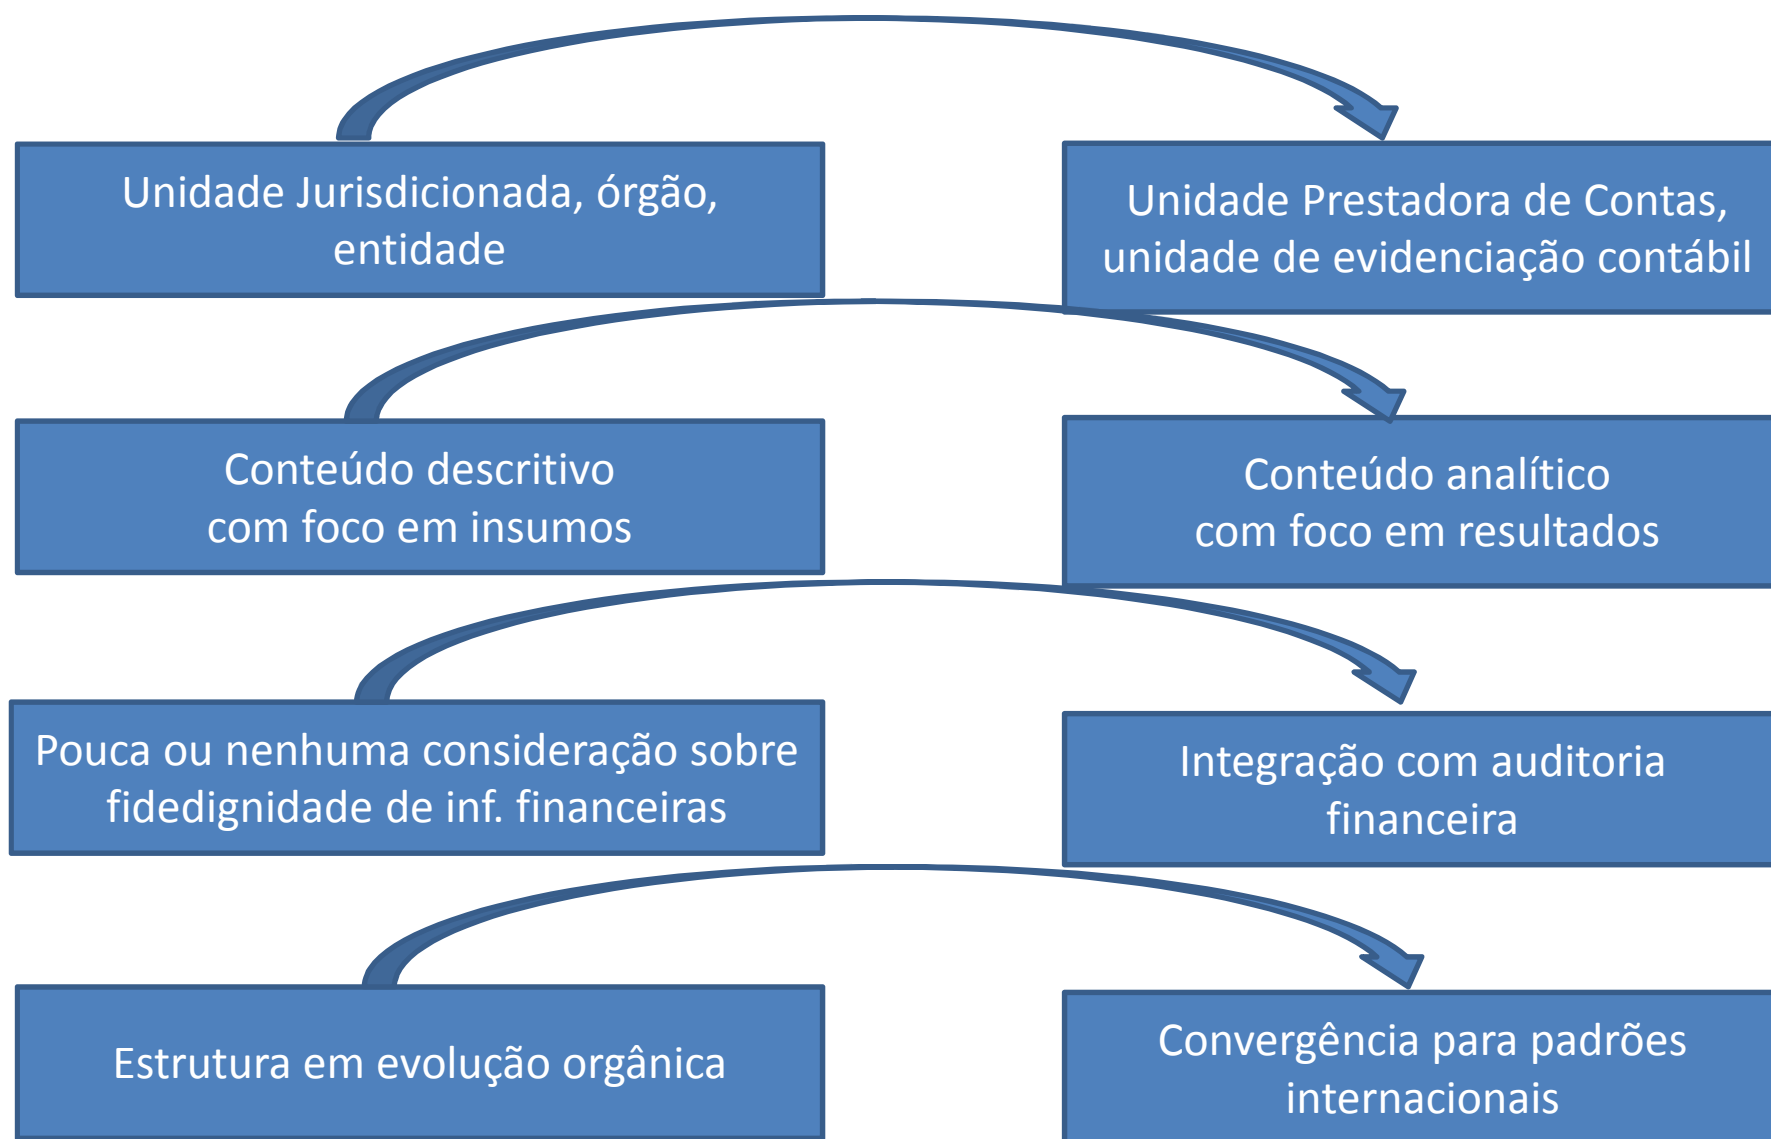 Unidade Jurisdicionada, órgão,
entidade
Unidade Prestadora de Contas,
unidade de evidenciação contábil
Conteúdo descritivo
com foco em insumos
Conteúdo analítico
com foco em resultados
Pouca ou nenhuma consideração sobre
fidedignidade de inf. financeiras
Integração com auditoria
financeira
Estrutura em evolução orgânica
Convergência para padrões
internacionais